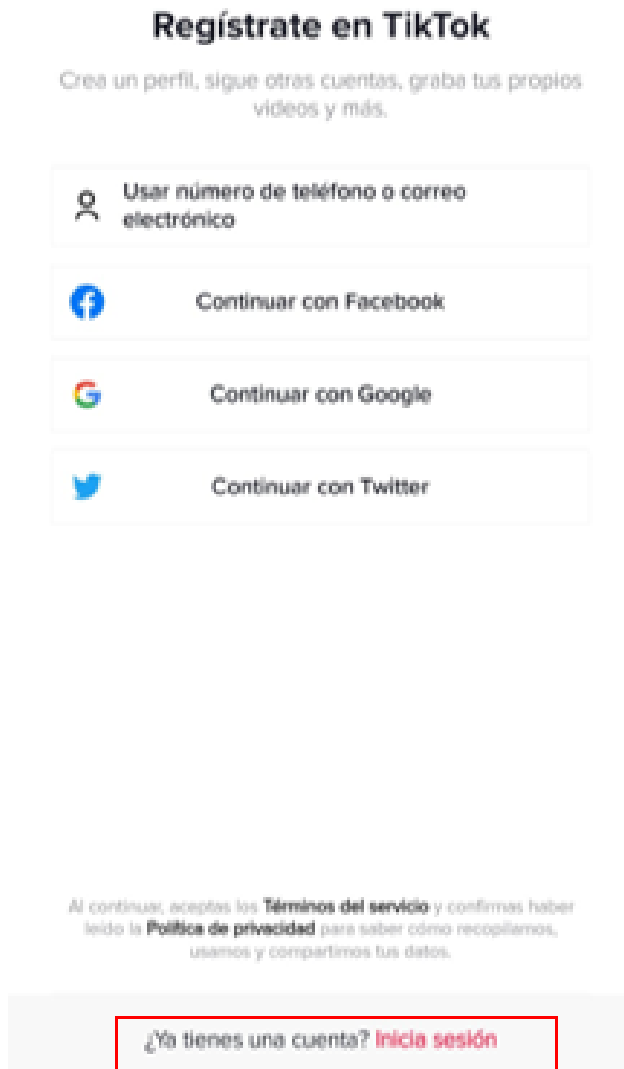 Regístrate en TikTok
Crea un perfil, sigue otras cuentas, graba tus propios
videos y más.
Usar número de teléfono o correo
electrónico
Continuar con Facebook
Continuar con Google
Continuar con Twitter
Al continuar, aceptas los Términos del servicio y confirmas haber
leído la Política de privacidad para saber cómo recopilamos,
usamos y compartimos tus datos.
¿Ya tienes una cuenta? Inicia sesión